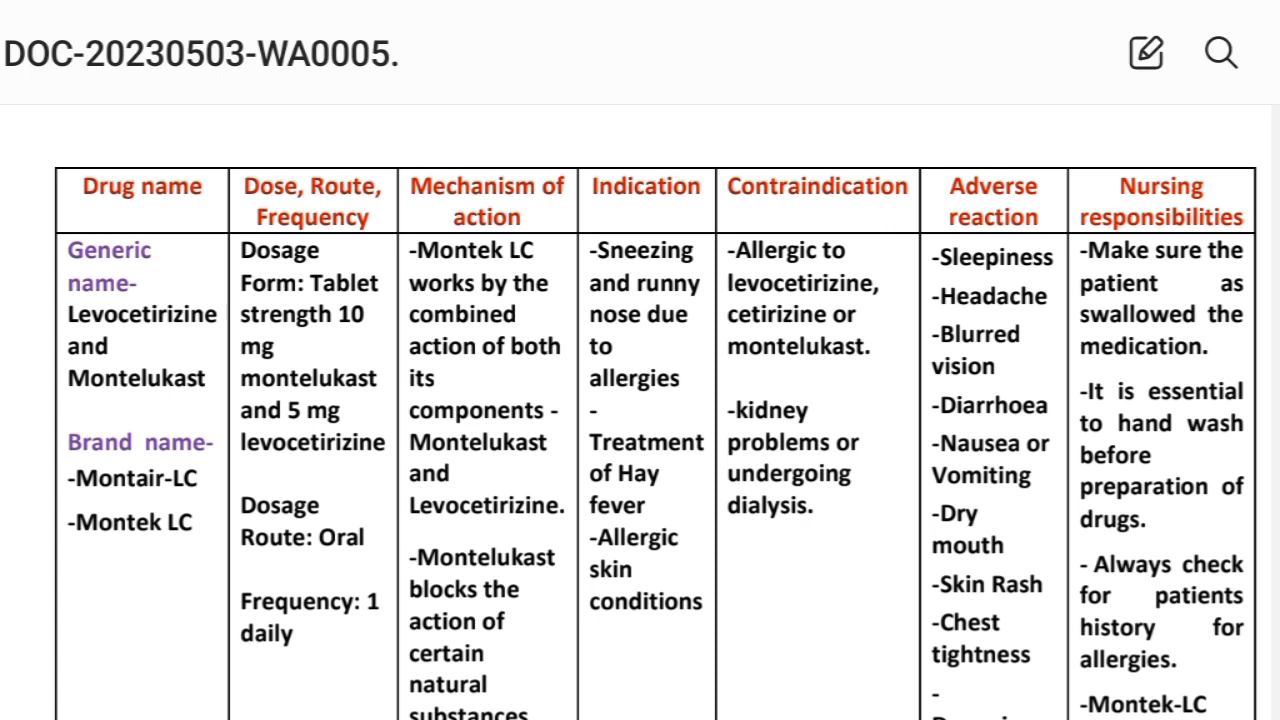 DOC-20230503-WA0005.
Drug name
Dose, Route,
Frequency
Mechanism of
action
Indication
Contraindication
Adverse
reaction
Nursing
responsibilities
Generic
name-
Levocetirizine
and
Montelukast
Brand name-
-Montair-LC
-Montek LC
Dosage
Form: Tablet
strength 10
mg
montelukast
and 5 mg
levocetirizine
Dosage
Route: Oral
Frequency: 1
daily
-Montek LC
works by the
combined
action of both
its
components -
Montelukast
and
Levocetirizine.
-Montelukast
blocks the
action of
certain
natural
substances
-Sneezing
and runny
nose due
to
allergies
-
Treatment
of Hay
fever
-Allergic
skin
conditions
-Allergic to
levocetirizine,
cetirizine or
montelukast.
-kidney
problems or
undergoing
dialysis.
-Sleepiness
-Headache
-Blurred
vision
-Diarrhoea
-Nausea or
Vomiting
-Dry
mouth
-Skin Rash
-Chest
tightness
-
-Make sure the
patient as
swallowed the
medication.
-It is essential
to hand wash
before
preparation of
drugs.
- Always check
for patients
history for
allergies.
-Montek-LC